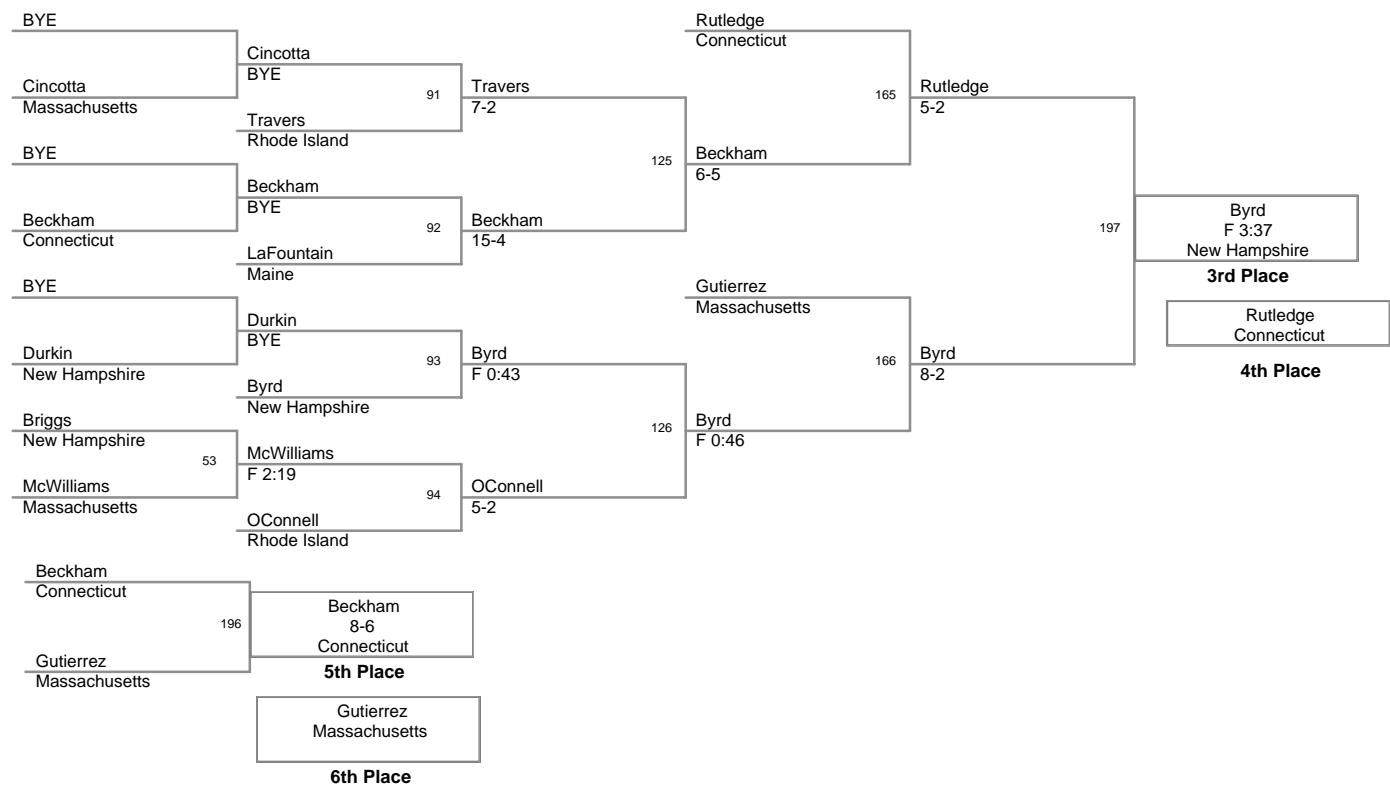 BYE
Cincotta
Massachusetts
BYE
Beckham
Connecticut
BYE
Durkin
New Hampshire
Briggs
New Hampshire
53
McWilliams
Massachusetts
Cincotta
BYE
91
Travers
Rhode Island
Beckham
BYE
92
LaFountain
Maine
Durkin
BYE
93
Byrd
New Hampshire
McWilliams
F 2:19
94
OConnell
Rhode Island
Travers
7-2
125
Beckham
15-4
Byrd
F 0:43
126
OConnell
5-2
Rutledge
Connecticut
165
Beckham
6-5
Gutierrez
Massachusetts
166
Byrd
F 0:46
Rutledge
5-2
197
Byrd
8-2
Byrd
F 3:37
New Hampshire
3rd Place
Rutledge
Connecticut
4th Place
Beckham
Connecticut
196
Gutierrez
Massachusetts
Beckham
8-6
Connecticut
5th Place
Gutierrez
Massachusetts
6th Place